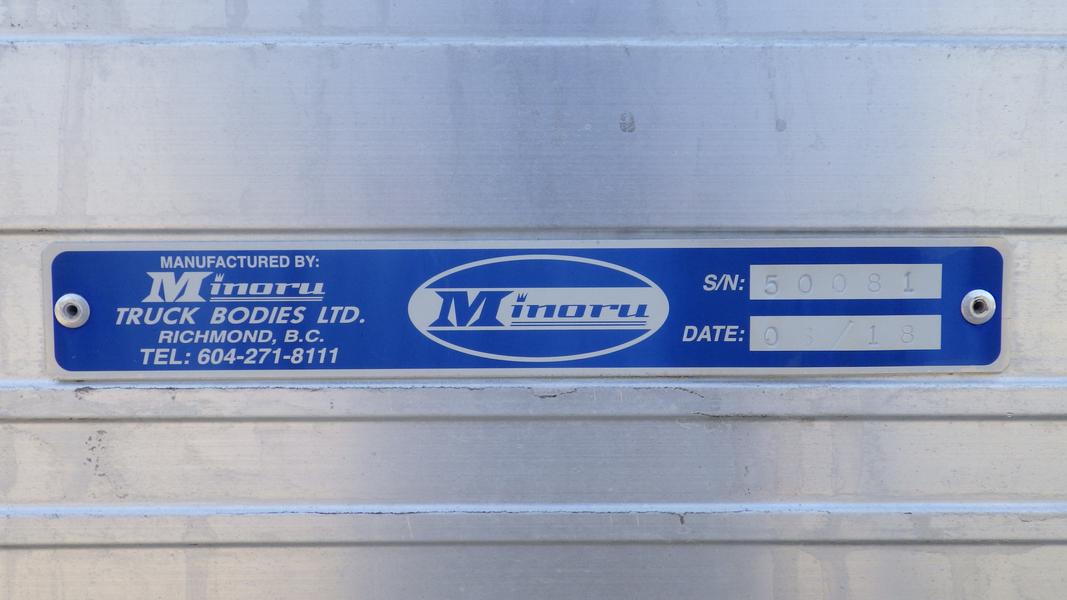 MANUFACTURED BY:
Minoru
TRUCK BODIES LTD.
RICHMOND, B.C.
TEL: 604-271-8111
Minoru
S/N: 50081
DATE: